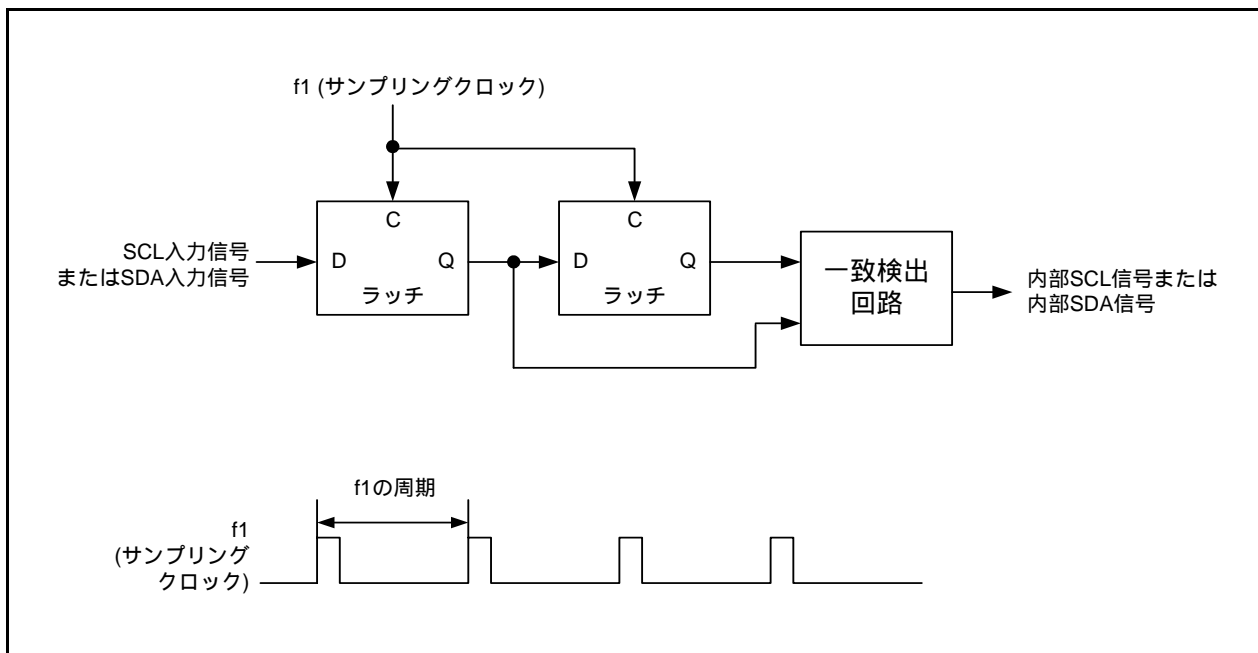 f1 (サンプリングクロック)
SCL入力信号
またはSDA入力信号
C
D
Q
ラッチ
C
D
Q
ラッチ
一致検出
回路
内部SCL信号または
内部SDA信号
f1の周期
f1
(サンプリング
クロック)